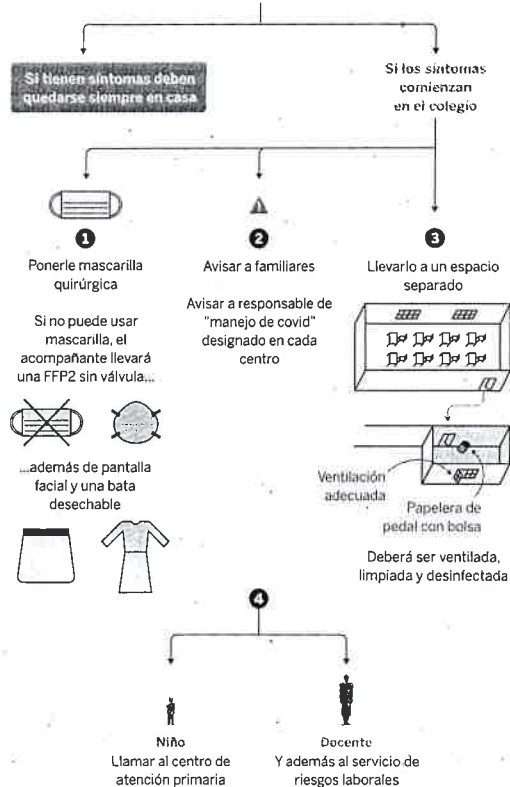 Si tienen síntomas deben
quedarse siempre en casa
Si los síntomas
comienzan
en el colegio
1
Ponerle mascarilla
quirúrgica
Si no puede usar
mascarilla, el
acompañante llevará
una FFP2 sin válvula...
...además de pantalla
facial y una bata
desechable
2
Avisar a familiares
Avisar a responsable de
"manejo de covid"
designado en cada
centro
3
Llevarlo a un espacio
separado
Ventilación
adecuada
Papelera de
pedal con bolsa
Deberá ser ventilada,
limpiada y desinfectada
4
Niño
Llamar al centro de
atención primaria
Docente
Y además al servicio de
riesgos laborales